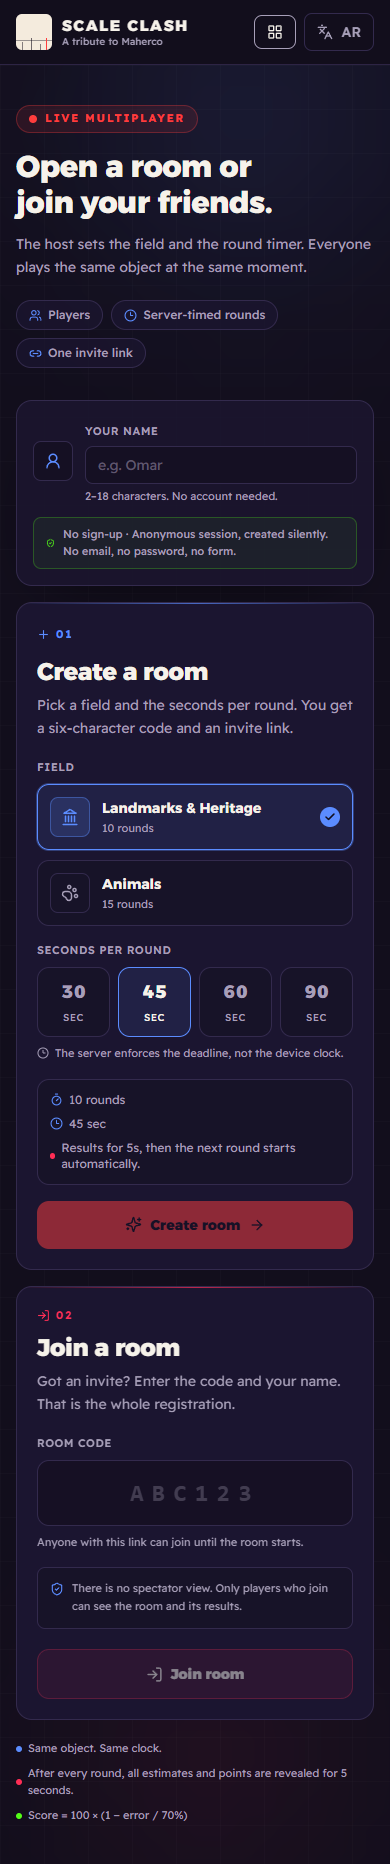 SCALE CLASH
A tribute to Maherco
AR
LIVE MULTIPLAYER
Open a room or
join your friends.
The host sets the field and the round timer. Everyone
plays the same object at the same moment.
Players
Server-timed rounds
One invite link
YOUR NAME
e.g. Omar
2–18 characters. No account needed.
No sign-up · Anonymous session, created silently.
No email, no password, no form.
01
Create a room
Pick a field and the seconds per round. You get
a six-character code and an invite link.
FIELD
Landmarks & Heritage
10 rounds
Animals
15 rounds
SECONDS PER ROUND
30 45 60 90
SEC SEC SEC SEC
The server enforces the deadline, not the device clock.
10 rounds
45 sec
Results for 5s, then the next round starts
automatically.
Create room
02
Join a room
Got an invite? Enter the code and your name.
That is the whole registration.
ROOM CODE
ABC123
Anyone with this link can join until the room starts.
There is no spectator view. Only players who join
can see the room and its results.
Join room
Same object. Same clock.
After every round, all estimates and points are revealed for 5
seconds.
Score = 100 × (1 − error / 70%)